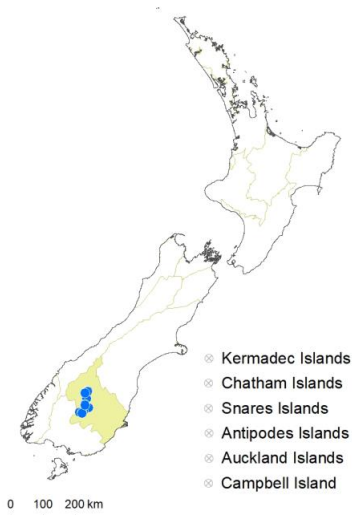 Kermadec Islands
Chatham Islands
Snares Islands
Antipodes Islands
Auckland Islands
Campbell Island
0 100 200 km